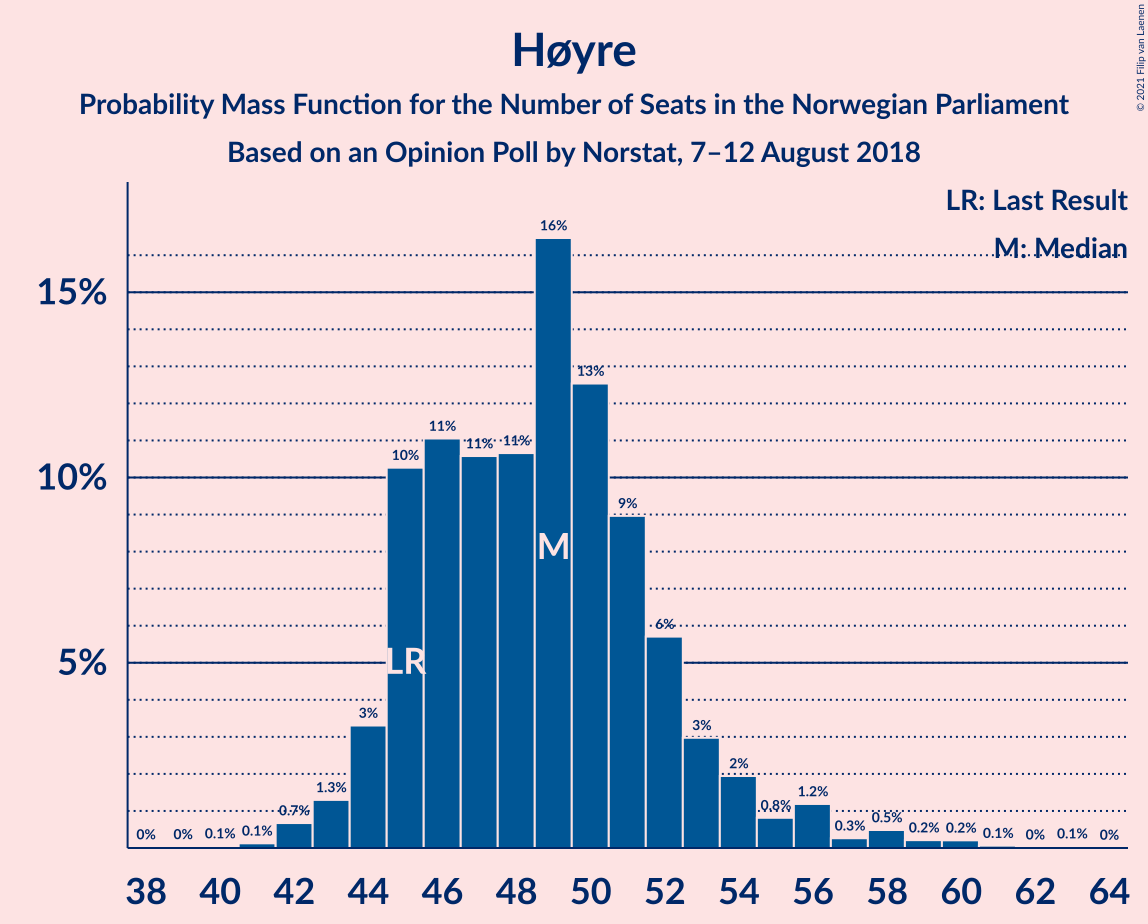 Høyre
Probability Mass Function for the Number of Seats in the Norwegian Parliament
Based on an Opinion Poll by Norstat, 7–12 August 2018
© 2021 Filip van Laenen
LR: Last Result
M: Median
15%
10%
5%
0% 0% 0.1% 0.1% 0.7% 1.3% 3% 10% 11% 11% 11% 16% 13% 9% 6% 3% 2% 0.8% 1.2% 0.3% 0.5% 0.2% 0.2% 0.1% 0% 0.1% 0%
LR
M
38 40 42 44 46 48 50 52 54 56 58 60 62 64